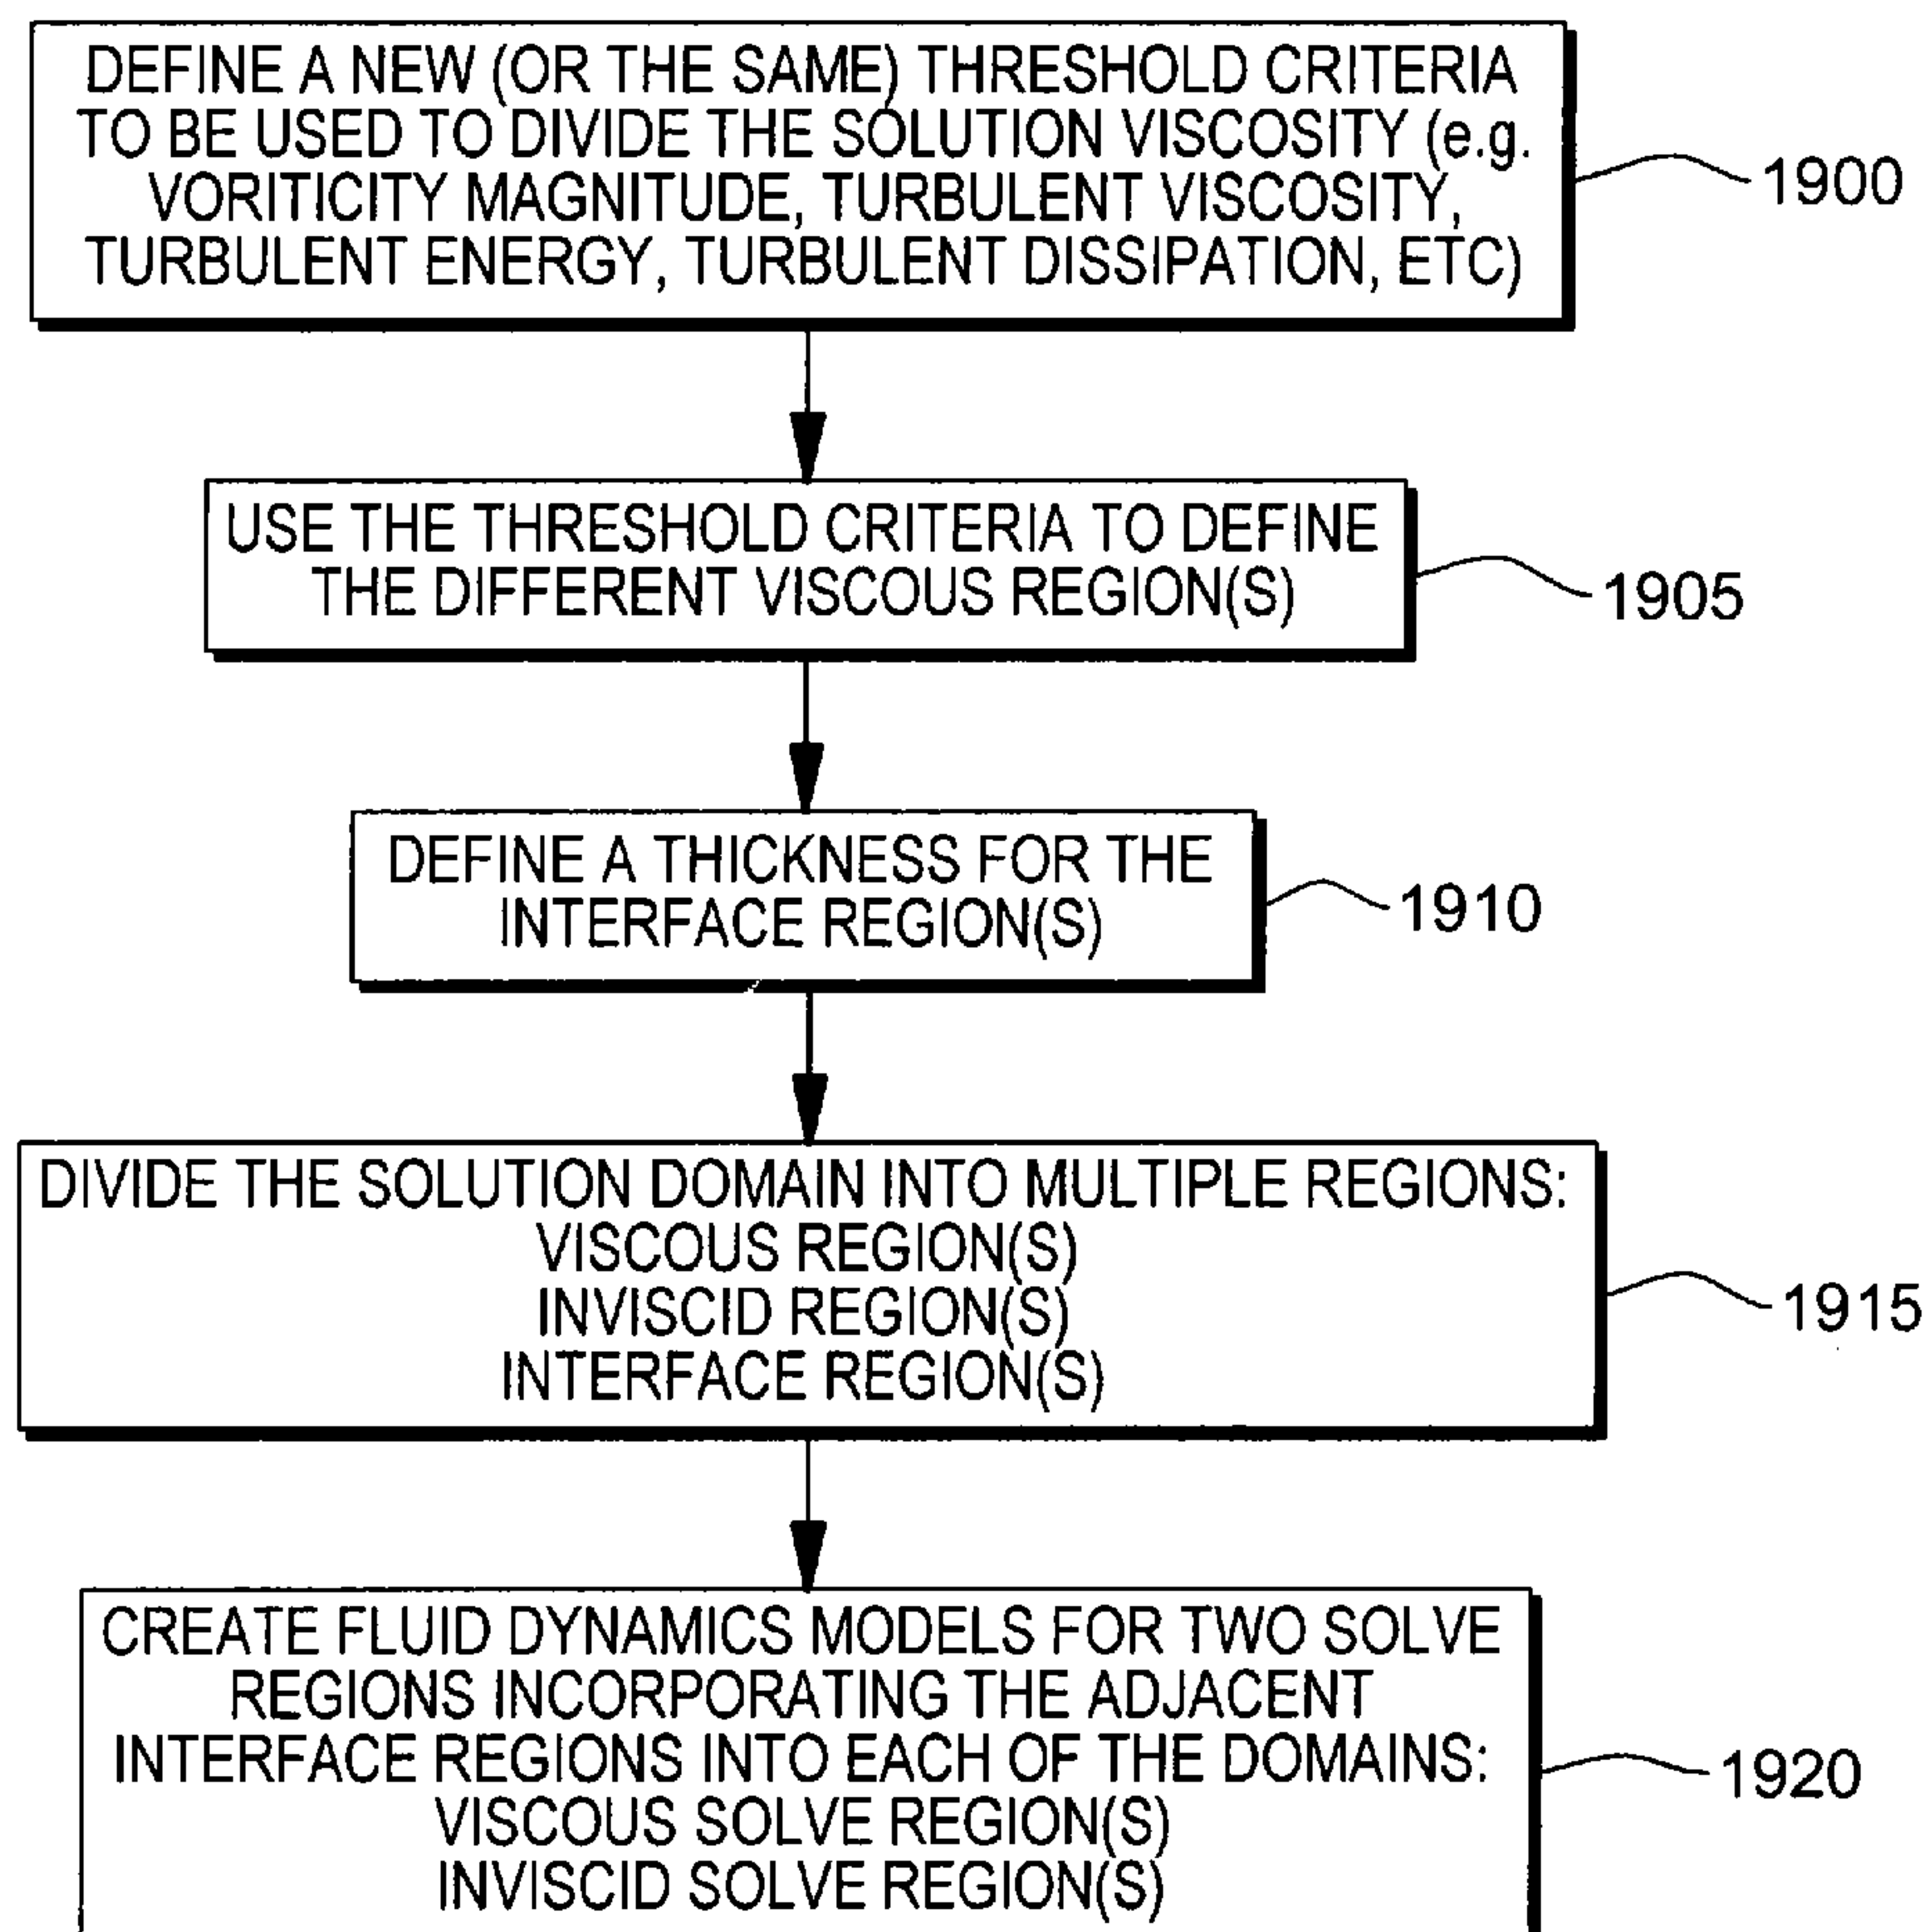 DEFINE A NEW (OR THE SAME) THRESHOLD CRITERIA
TO BE USED TO DIVIDE THE SOLUTION VISCOSITY (e.g.
VORITICITY MAGNITUDE, TURBULENT VISCOSITY,
TURBULENT ENERGY, TURBULENT DISSIPATION, ETC)
1900
USE THE THRESHOLD CRITERIA TO DEFINE
THE DIFFERENT VISCOUS REGION(S)
1905
DEFINE A THICKNESS FOR THE
INTERFACE REGION(S)
1910
DIVIDE THE SOLUTION DOMAIN INTO MULTIPLE REGIONS:
VISCOUS REGION(S)
INVISCID REGION(S)
INTERFACE REGION(S)
1915
CREATE FLUID DYNAMICS MODELS FOR TWO SOLVE
REGIONS INCORPORATING THE ADJACENT
INTERFACE REGIONS INTO EACH OF THE DOMAINS:
VISCOUS SOLVE REGION(S)
INVISCID SOLVE REGION(S)
1920